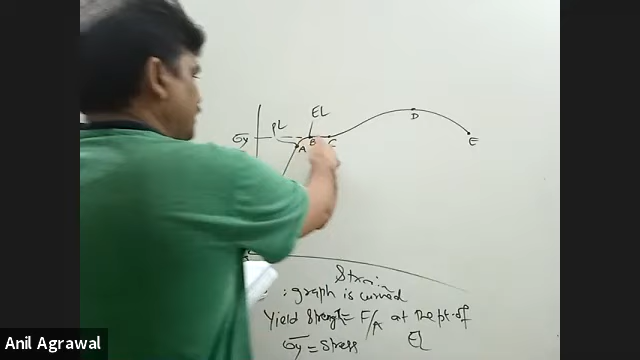 EL
PL
σy
A
B
C
D
E
Strain
: graph is curved
Yield Strength = F/A at the pt. of
EL
σy = Stress
Anil Agrawal